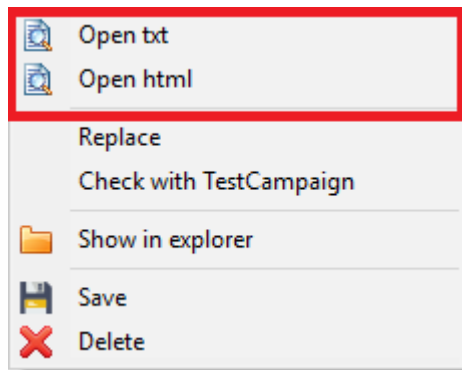 Open txt
Open html
Replace
Check with TestCampaign
Show in explorer
Save
Delete